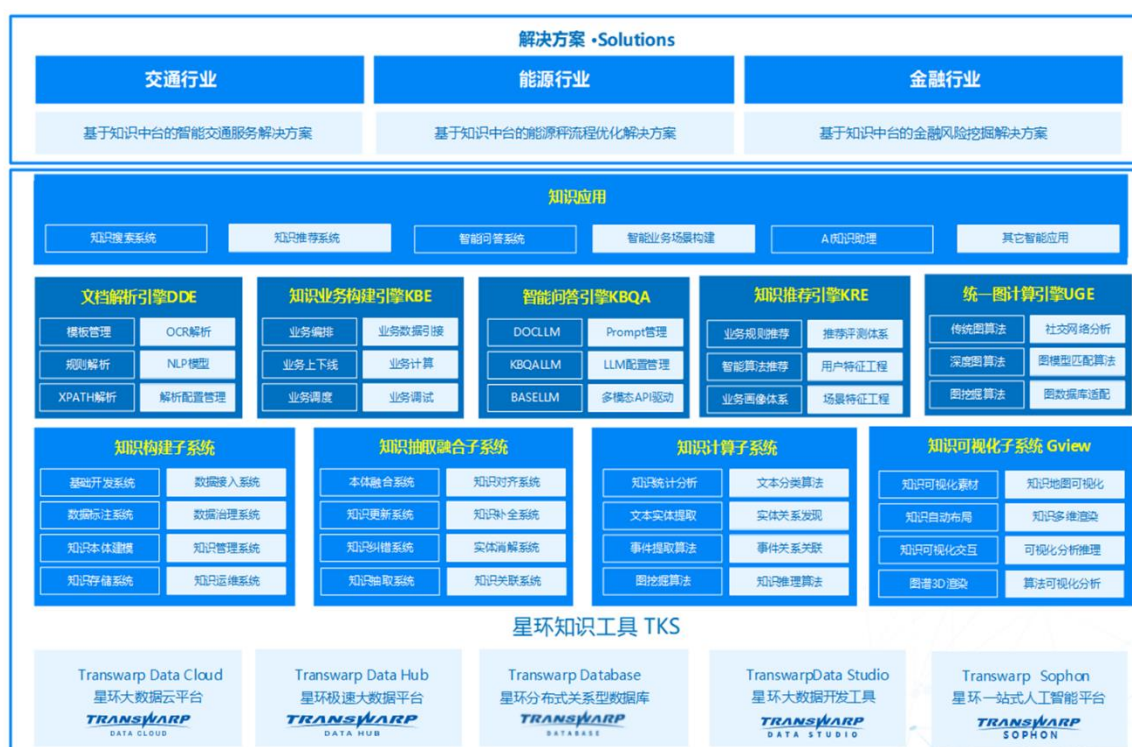 解决方案 •Solutions
交通行业 能源行业 金融行业
基于知识中台的智能交通服务解决方案 基于知识中台的能源秤流程优化解决方案 基于知识中台的金融风险挖掘解决方案
知识应用
知识搜索系统 知识推荐系统 智能问答系统 智能业务场景构建 AI知识助理 其它智能应用
文档解析引擎DDE 知识业务构建引擎KBE 智能问答引擎KBQA 知识推荐引擎KRE 统一图计算引擎UGE
模板管理 OCR解析 业务编排 业务数据引接 DOCLLM Prompt管理 业务规则推荐 推荐评测体系 传统图算法 社交网络分析
规则解析 NLP模型 业务上下线 业务计算 KBQALLM LLM配置管理 智能算法推荐 用户特征工程 深度图算法 图模型匹配算法
XPATH解析 解析配置管理 业务调度 业务调试 BASELLM 多模态API驱动 业务画像体系 场景特征工程 图挖掘算法 图数据库适配
知识构建子系统 知识抽取融合子系统 知识计算子系统 知识可视化子系统 Gview
基础开发系统 数据接入系统 本体融合系统 知识对齐系统 知识统计分析 文本分类算法 知识可视化素材 知识地图可视化
数据标注系统 数据治理系统 知识更新系统 知识补全系统 文本实体提取 实体关系发现 知识自动布局 知识多维渲染
知识本体建模 知识管理系统 知识纠错系统 实体消解系统 事件提取算法 事件关系关联 知识可视化交互 可视化分析推理
知识存储系统 知识运维系统 知识抽取系统 知识关联系统 图挖掘算法 知识推理算法 图谱3D渲染 算法可视化分析
星环知识工具 TKS
Transwarp Data Cloud Transwarp Data Hub Transwarp Database TranswarpData Studio Transwarp Sophon
星环大数据云平台 星环极速大数据平台 星环分布式关系型数据库 星环大数据开发工具 星环一站式人工智能平台
TRANSWARP TRANSWARP TRANSWARP TRANSWARP TRANSWARP
DATA CLOUD DATA HUB DATABASE DATA STUDIO SOPHON